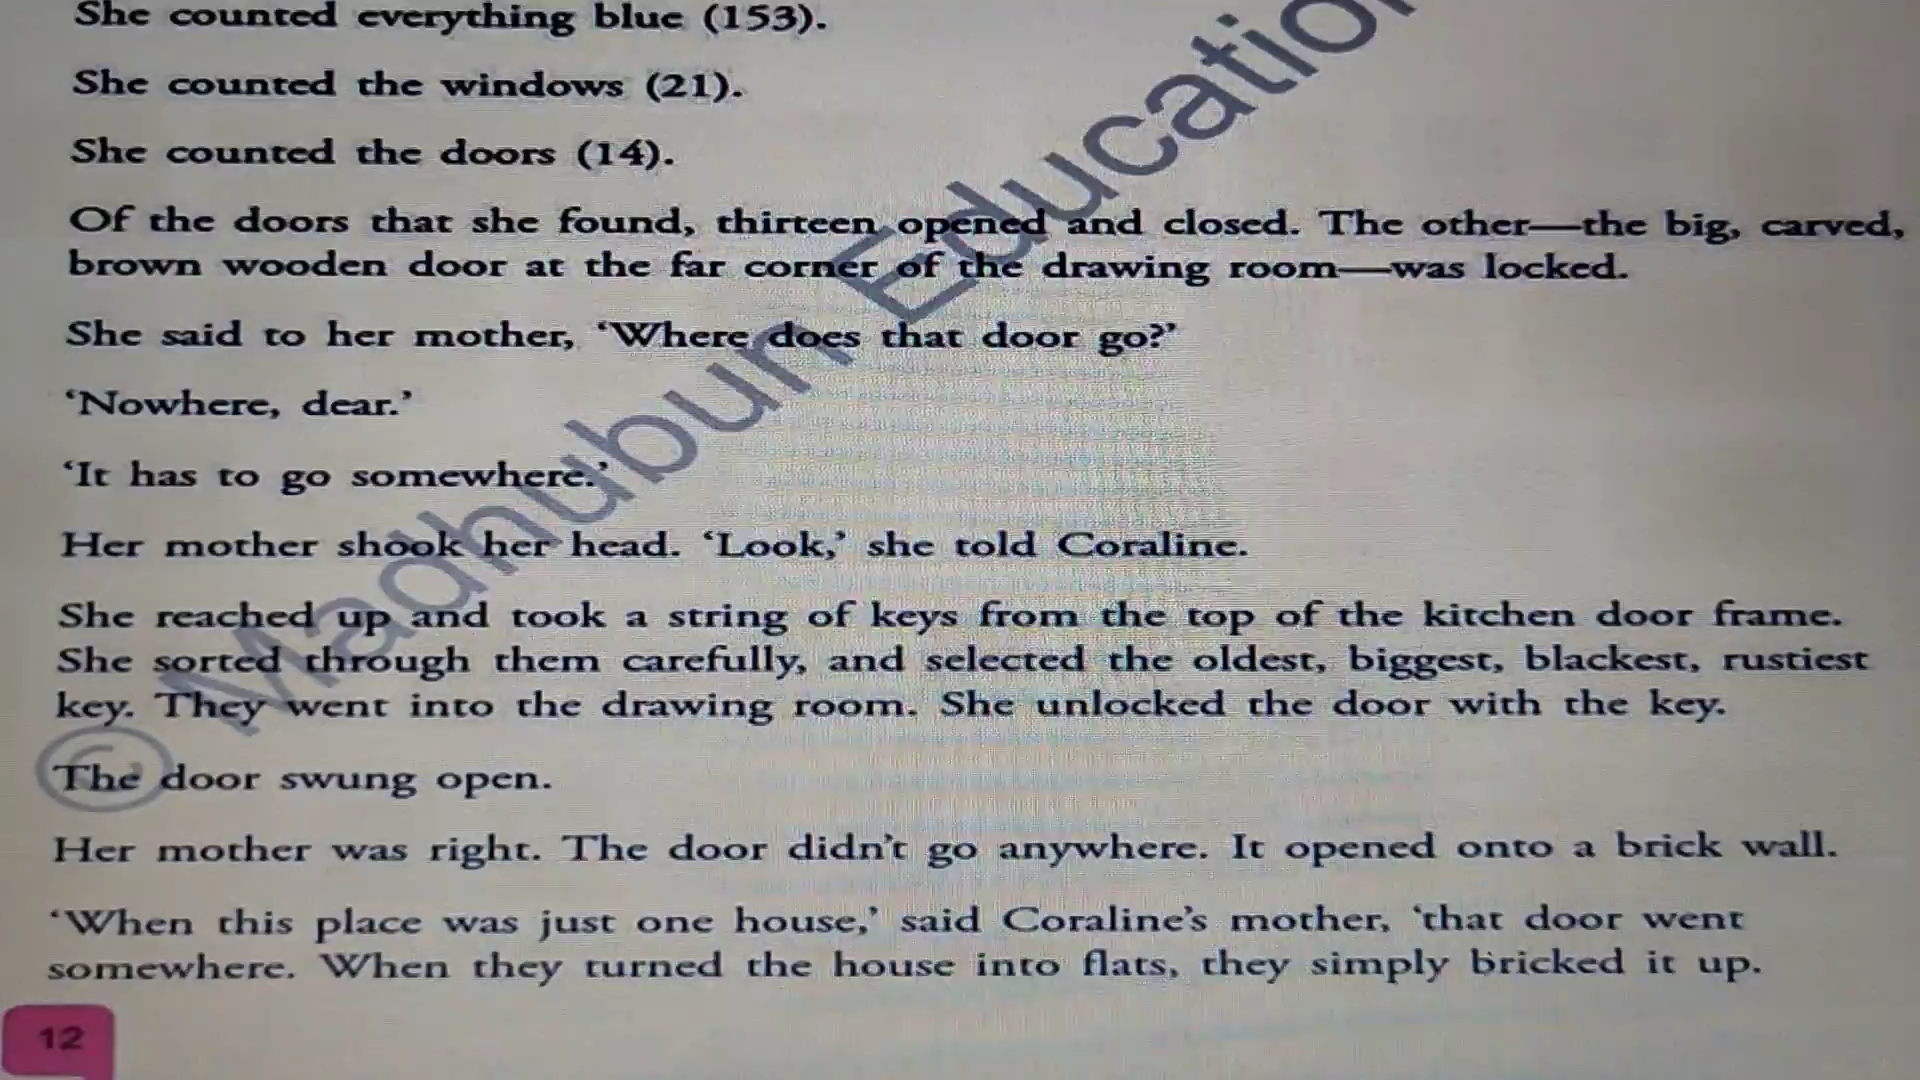 She counted everything blue (153).
She counted the windows (21).
She counted the doors (14).
Of the doors that she found, thirteen opened and closed. The other—the big, carved,
brown wooden door at the far corner of the drawing room—was locked.
She said to her mother, ‘Where does that door go?’
‘Nowhere, dear.’
‘It has to go somewhere.’
Her mother shook her head. ‘Look,’ she told Coraline.
She reached up and took a string of keys from the top of the kitchen door frame.
She sorted through them carefully, and selected the oldest, biggest, blackest, rustiest
key. They went into the drawing room. She unlocked the door with the key.
The door swung open.
Her mother was right. The door didn’t go anywhere. It opened onto a brick wall.
‘When this place was just one house,’ said Coraline’s mother, ‘that door went
somewhere. When they turned the house into flats, they simply bricked it up.
12
© Madhubun Education